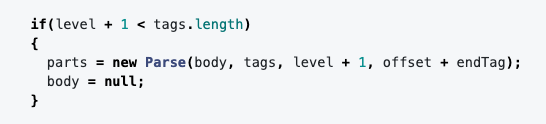 if(level + 1 < tags.length)
{
parts = new Parse(body, tags, level + 1, offset + endTag);
body = null;
}